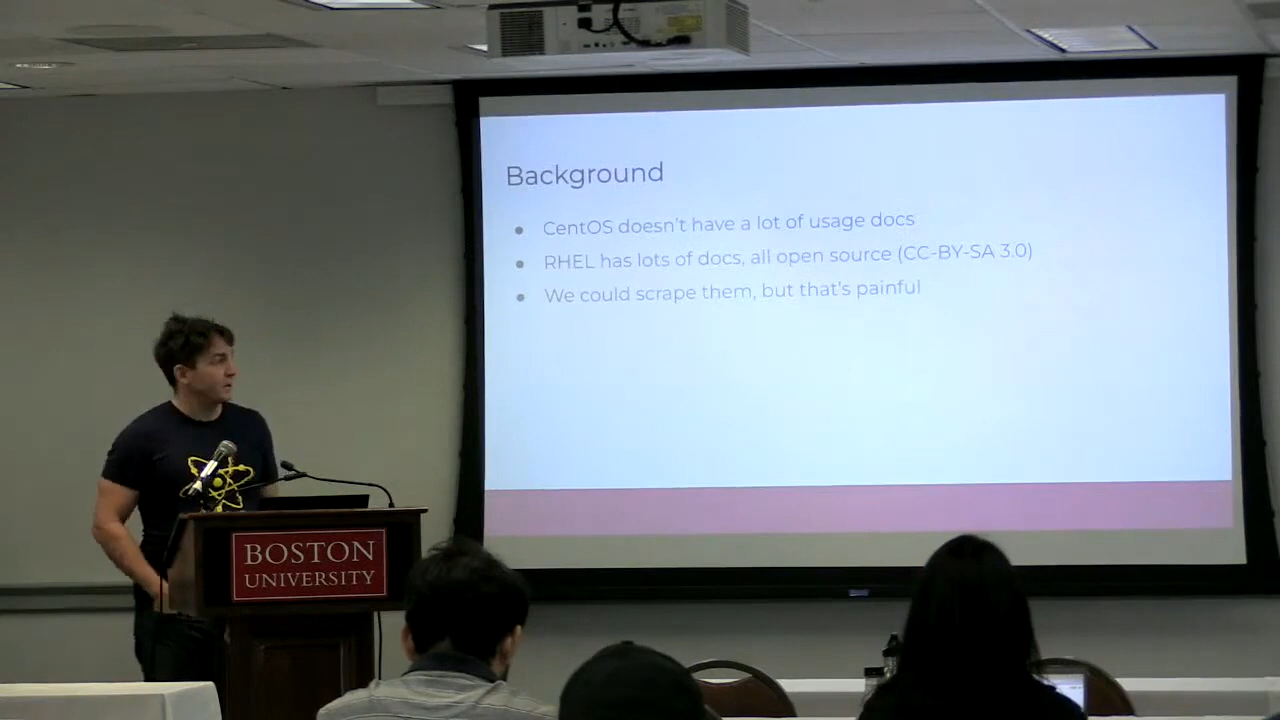 Background
CentOS doesn't have a lot of usage docs
RHEL has lots of docs, all open source (CC-BY-SA 3.0)
We could scrape them, but that's painful
BOSTON
UNIVERSITY